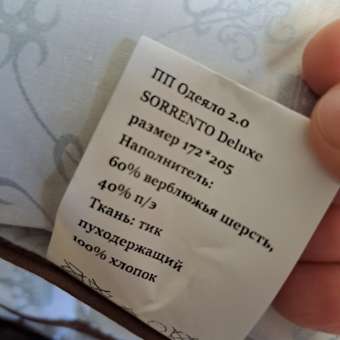 ПП Одеяло 2.0
SORRENTO Deluxe
размер 172*205
Наполнитель:
60% верблюжья шерсть,
40% п/э
Ткань: тик
пуходержащий
100% хлопок